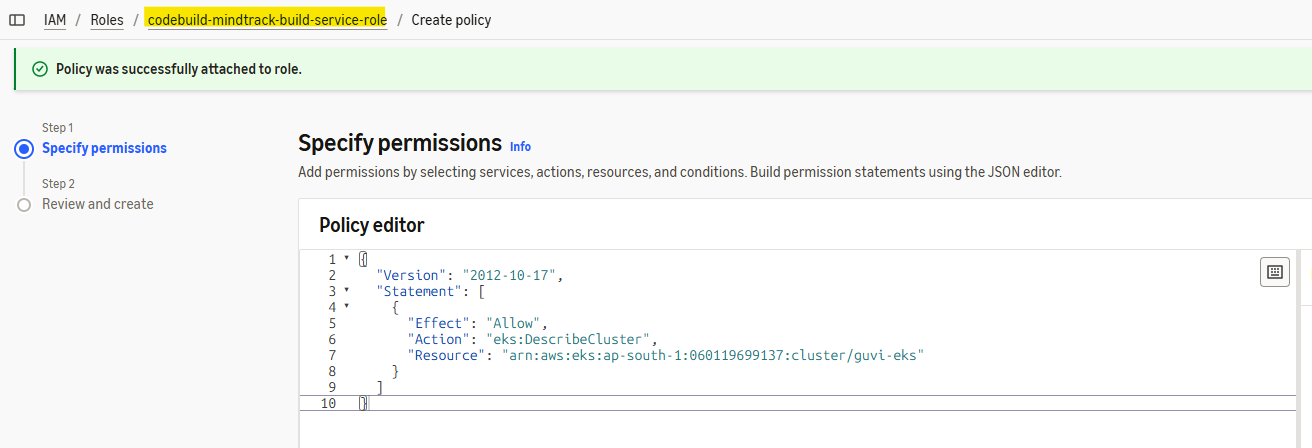 IAM / Roles / codebuild-mindtrack-build-service-role / Create policy
Policy was successfully attached to role.
Step 1
Specify permissions
Step 2
Review and create
Specify permissions Info
Add permissions by selecting services, actions, resources, and conditions. Build permission statements using the JSON editor.
Policy editor
1 {
2 "Version": "2012-10-17",
3 "Statement": [
4 {
5 "Effect": "Allow",
6 "Action": "eks:DescribeCluster",
7 "Resource": "arn:aws:eks:ap-south-1:060119699137:cluster/guvi-eks"
8 }
9 ]
10 }